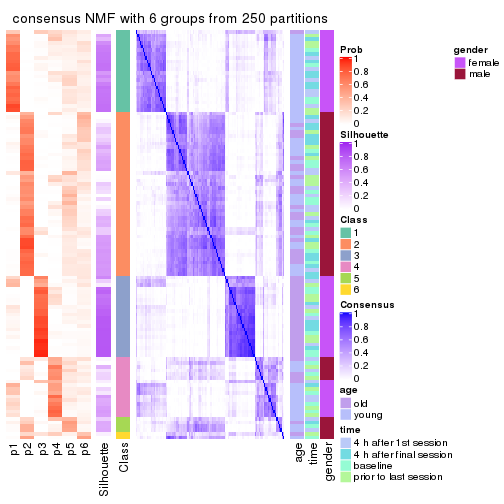 consensus NMF with 6 groups from 250 partitions
p1
p2
p3
p4
p5
p6
Silhouette
Class
age
time
gender
Prob
1
0.8
0.6
0.4
0.2
0
Silhouette
1
0.8
0.6
0.4
0.2
0
Class
1
2
3
4
5
6
Consensus
1
0.8
0.6
0.4
0.2
0
age
old
young
time
4 h after 1st session
4 h after final session
baseline
prior to last session
gender
female
male